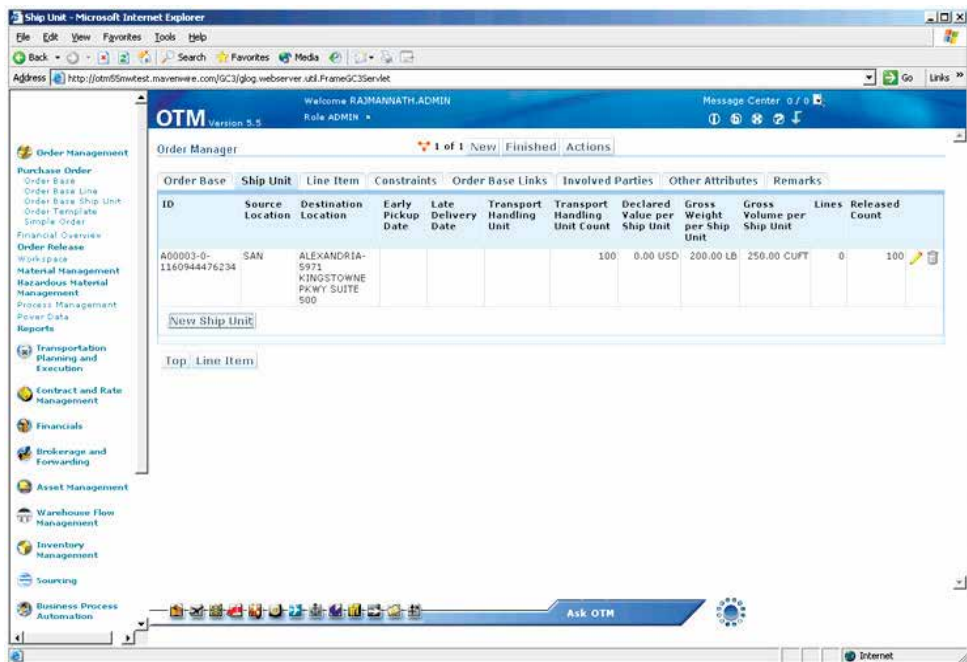 Ship Unit - Microsoft Internet Explorer
File Edit View Favorites Tools Help
Back Search Favorites Media
Address http://otm55nwtest.mavenwire.com/GC3/glog.webserver.util.FrameGC3Servlet Go Links »
OTM Version 5.5
Welcome RAJMANNATH.ADMIN
Role ADMIN
Message Center 0 / 0
Order Management
Purchase Order
Order Base
Order Base Line
Order Base Ship Unit
Order Template
Simple Order
Financial Overview
Order Release
Workspace
Material Management
Hazardous Material
Management
Process Management
Power Data
Reports
Transportation
Planning and
Execution
Contract and Rate
Management
Financials
Brokerage and
Forwarding
Asset Management
Warehouse Flow
Management
Inventory
Management
Sourcing
Business Process
Automation
Order Manager
1 of 1 New Finished Actions
Order Base Ship Unit Line Item Constraints Order Base Links Involved Parties Other Attributes Remarks
ID Source Destination Early Late Transport Transport Declared Gross Gross Lines Released
Location Location Pickup Delivery Handling Handling Value per Weight Volume per Count
Date Date Unit Unit Count Ship Unit per Ship Ship Unit
Unit
A00003-0- SAN ALEXANDRIA- 100 0.00 USD 200.00 LB 250.00 CUFT 0 100
1160944476234 5971
KINGSTOWNE
PKWY SUITE
500
New Ship Unit
Top Line Item
Ask OTM
Internet